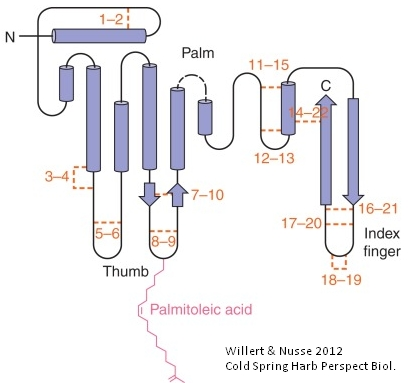 1–2
N
Palm
11–15
C
14–22
12–13
3–4
7–10
5–6
8–9
16–21
17–20
Index
finger
18–19
Thumb
Palmitoleic acid
Willert & Nusse 2012
Cold Spring Harb Perspect Biol.